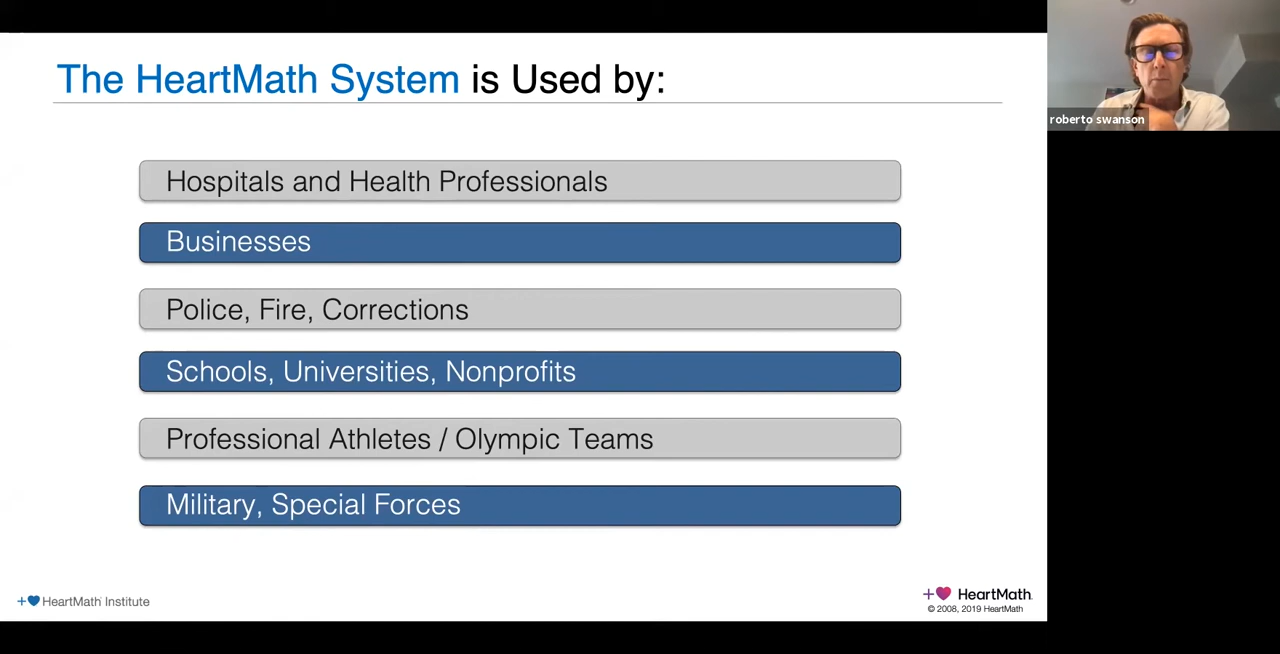 The HeartMath System is Used by:
roberto swanson
Hospitals and Health Professionals
Businesses
Police, Fire, Corrections
Schools, Universities, Nonprofits
Professional Athletes / Olympic Teams
Military, Special Forces
HeartMath Institute
HeartMath
© 2008, 2019 HeartMath